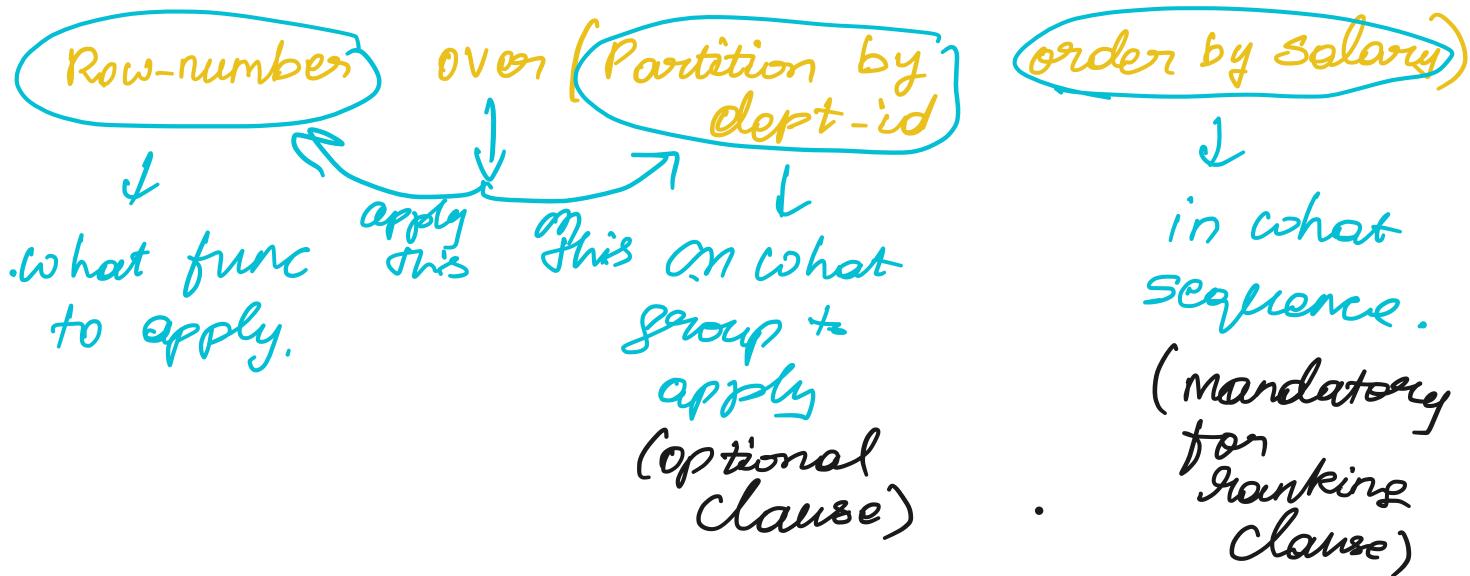 Row-number over (Partition by dept-id order by salary)
.what func to apply.
apply this
on this
on what
group to
apply
(optional
clause)
in what
sequence.
(mandatory
for
ranking
clause)